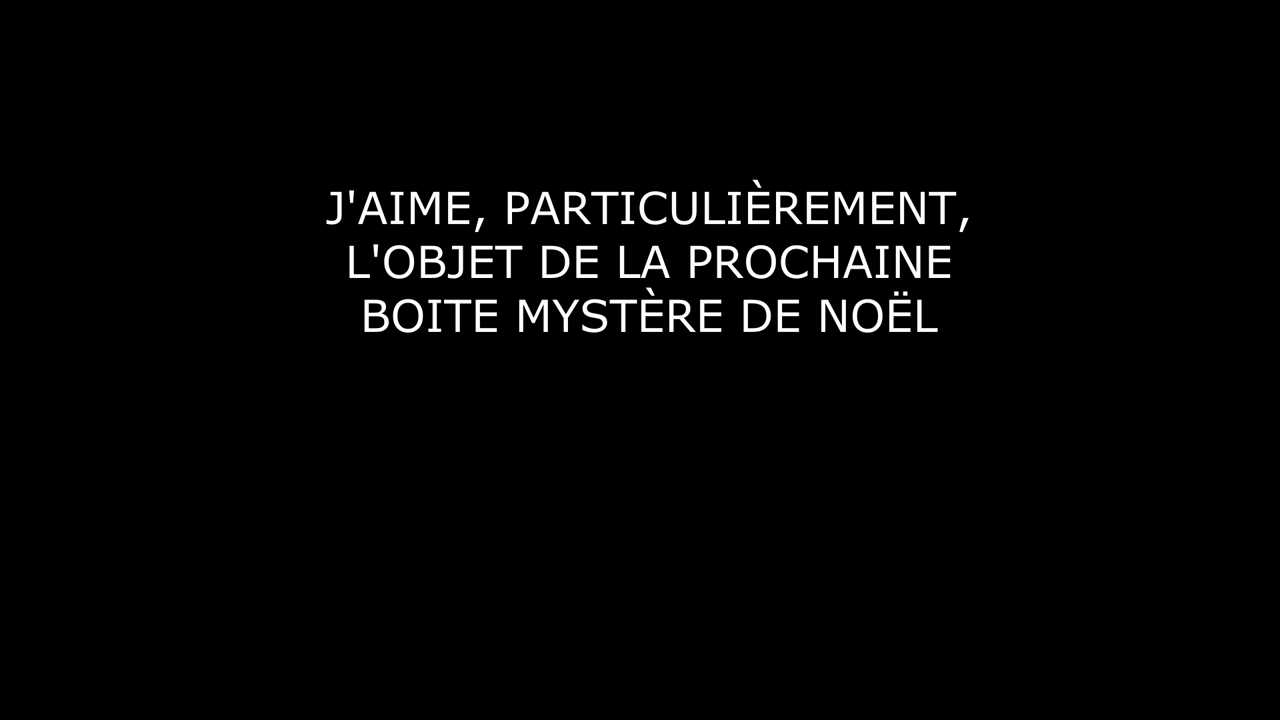 J'AIME, PARTICULIÈREMENT,
L'OBJET DE LA PROCHAINE
BOITE MYSTÈRE DE NOËL